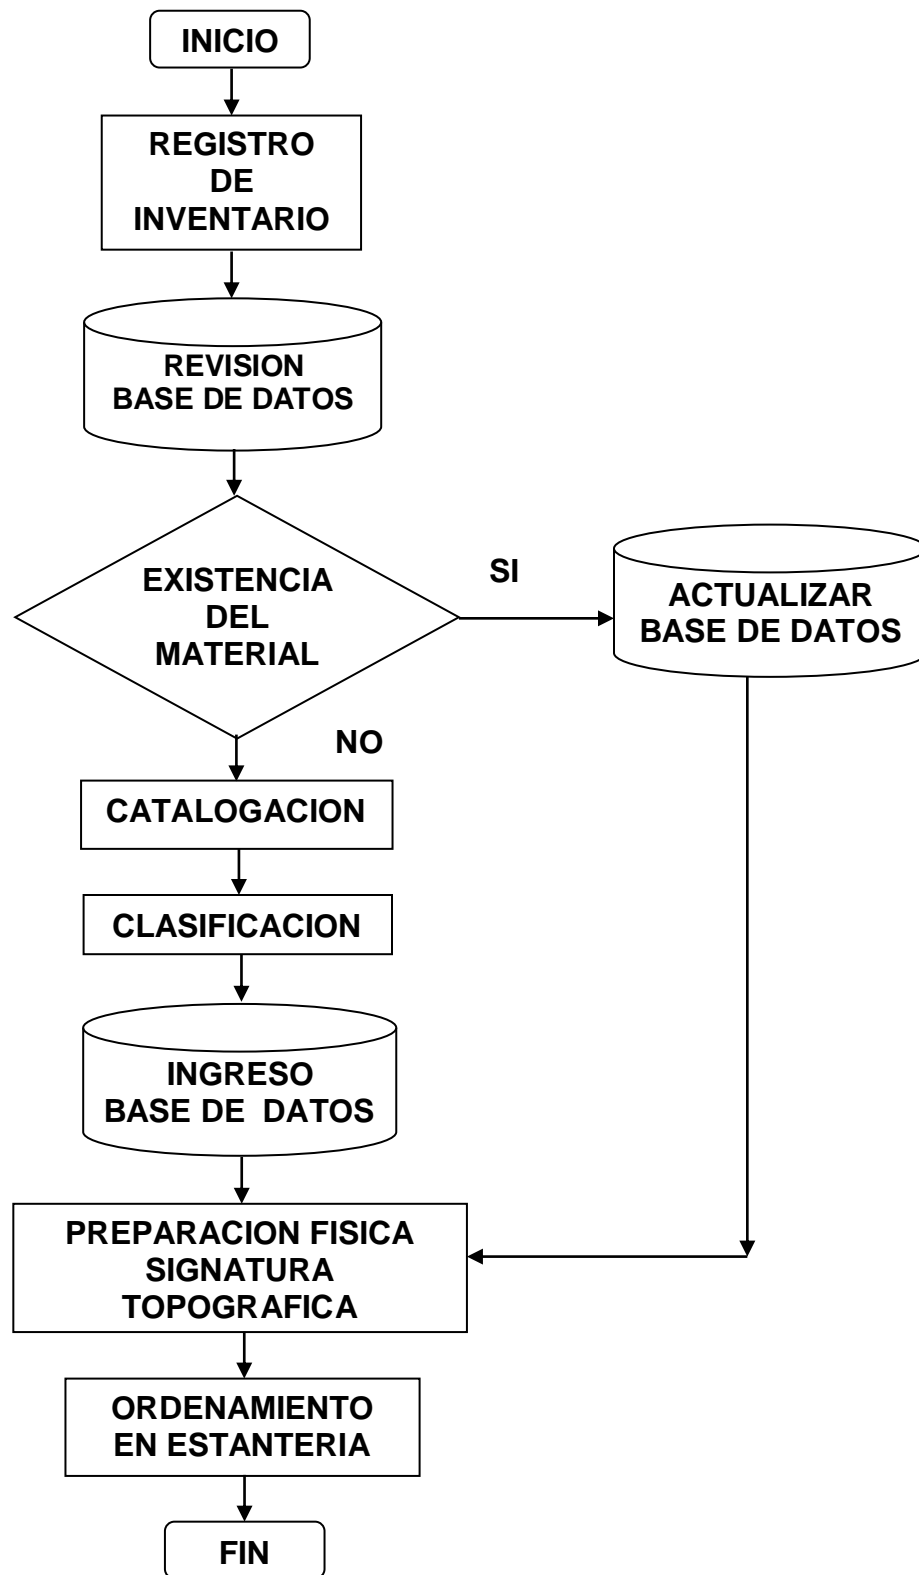 INICIO
REGISTRO
DE
INVENTARIO
REVISION
BASE DE DATOS
EXISTENCIA
DEL
MATERIAL
SI
ACTUALIZAR
BASE DE DATOS
NO
CATALOGACION
CLASIFICACION
INGRESO
BASE DE DATOS
PREPARACION FISICA
SIGNATURA
TOPOGRAFICA
ORDENAMIENTO
EN ESTANTERIA
FIN